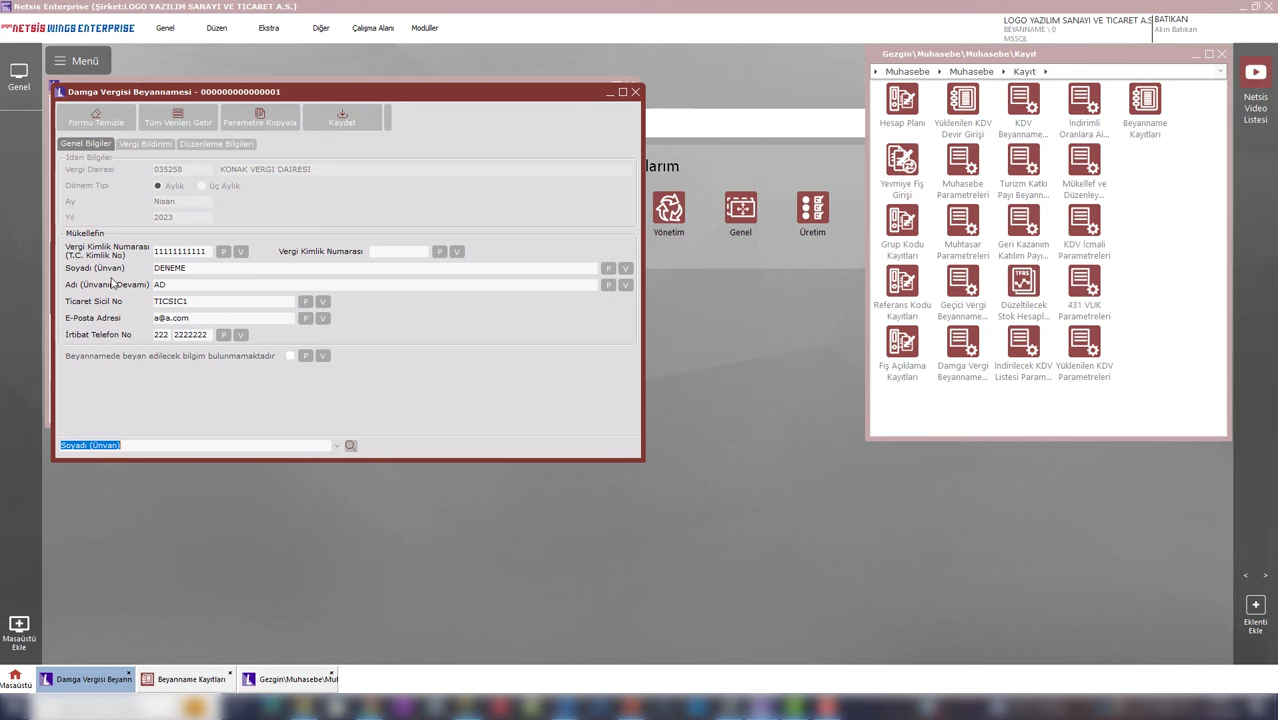 Netsis Enterprise (Şirket:LOGO YAZILIM SANAYI VE TICARET A.S.)
logo NETSIS WINGS ENTERPRISE
Genel Düzen Ekstra Diğer Çalışma Alanı Modüller
LOGO YAZILIM SANAYI VE TICARET A.S
BEYANNAME \ 0
MSSQL
BATIKAN
Akın Batıkan
Genel
Menü
Damga Vergisi Beyannamesi - 000000000000001
Formu Temizle Tüm Verileri Getir Parametre Kopyala Kaydet
Genel Bilgiler Vergi Bildirimi Düzenleme Bilgileri
İdari Bilgiler
Vergi Dairesi 035258 KONAK VERGI DAIRESI
Dönem Tipi Aylık Üç Aylık
Ay Nisan
Yıl 2023
Mükellefin
Vergi Kimlik Numarası
(T.C. Kimlik No) 11111111111 P V Vergi Kimlik Numarası P V
Soyadı (Ünvan) DENEME P V
Adı (Ünvanın Devamı) AD P V
Ticaret Sicil No TICSIC1 P V
E-Posta Adresi a@a.com P V
İrtibat Telefon No 222 2222222 P V
Beyannamede beyan edilecek bilgim bulunmamaktadır P V
Soyadı (Ünvan)
larım
Yönetim Genel Üretim
Gezgin\Muhasebe\Muhasebe\Kayıt
Muhasebe Muhasebe Kayıt
Hesap Planı
Yüklenilen KDV
Devir Girişi
KDV
Beyanname...
İndirimli
Oranlara Ai...
Beyanname
Kayıtları
Yevmiye Fiş
Girişi
Muhasebe
Parametreleri
Turizm Katkı
Payı Beyann...
Mükellef ve
Düzenley...
Grup Kodu
Kayıtları
Muhtasar
Parametreleri
Geri Kazanım
Katılım Payı...
KDV İcmali
Parametreleri
Referans Kodu
Kayıtları
Geçici Vergi
Beyanname...
TFRS
Düzeltilecek
Stok Hesapl...
431 VUK
Parametreleri
Fiş Açıklama
Kayıtları
Damga Vergi
Beyanname...
İndirilecek KDV
Listesi Param...
Yüklenilen KDV
Parametreleri
Netsis
Video
Listesi
Eklenti
Ekle
Masaüstü
Ekle
Masaüstü
Damga Vergisi Beyann
Beyanname Kayıtları
Gezgin\Muhasebe\Mul